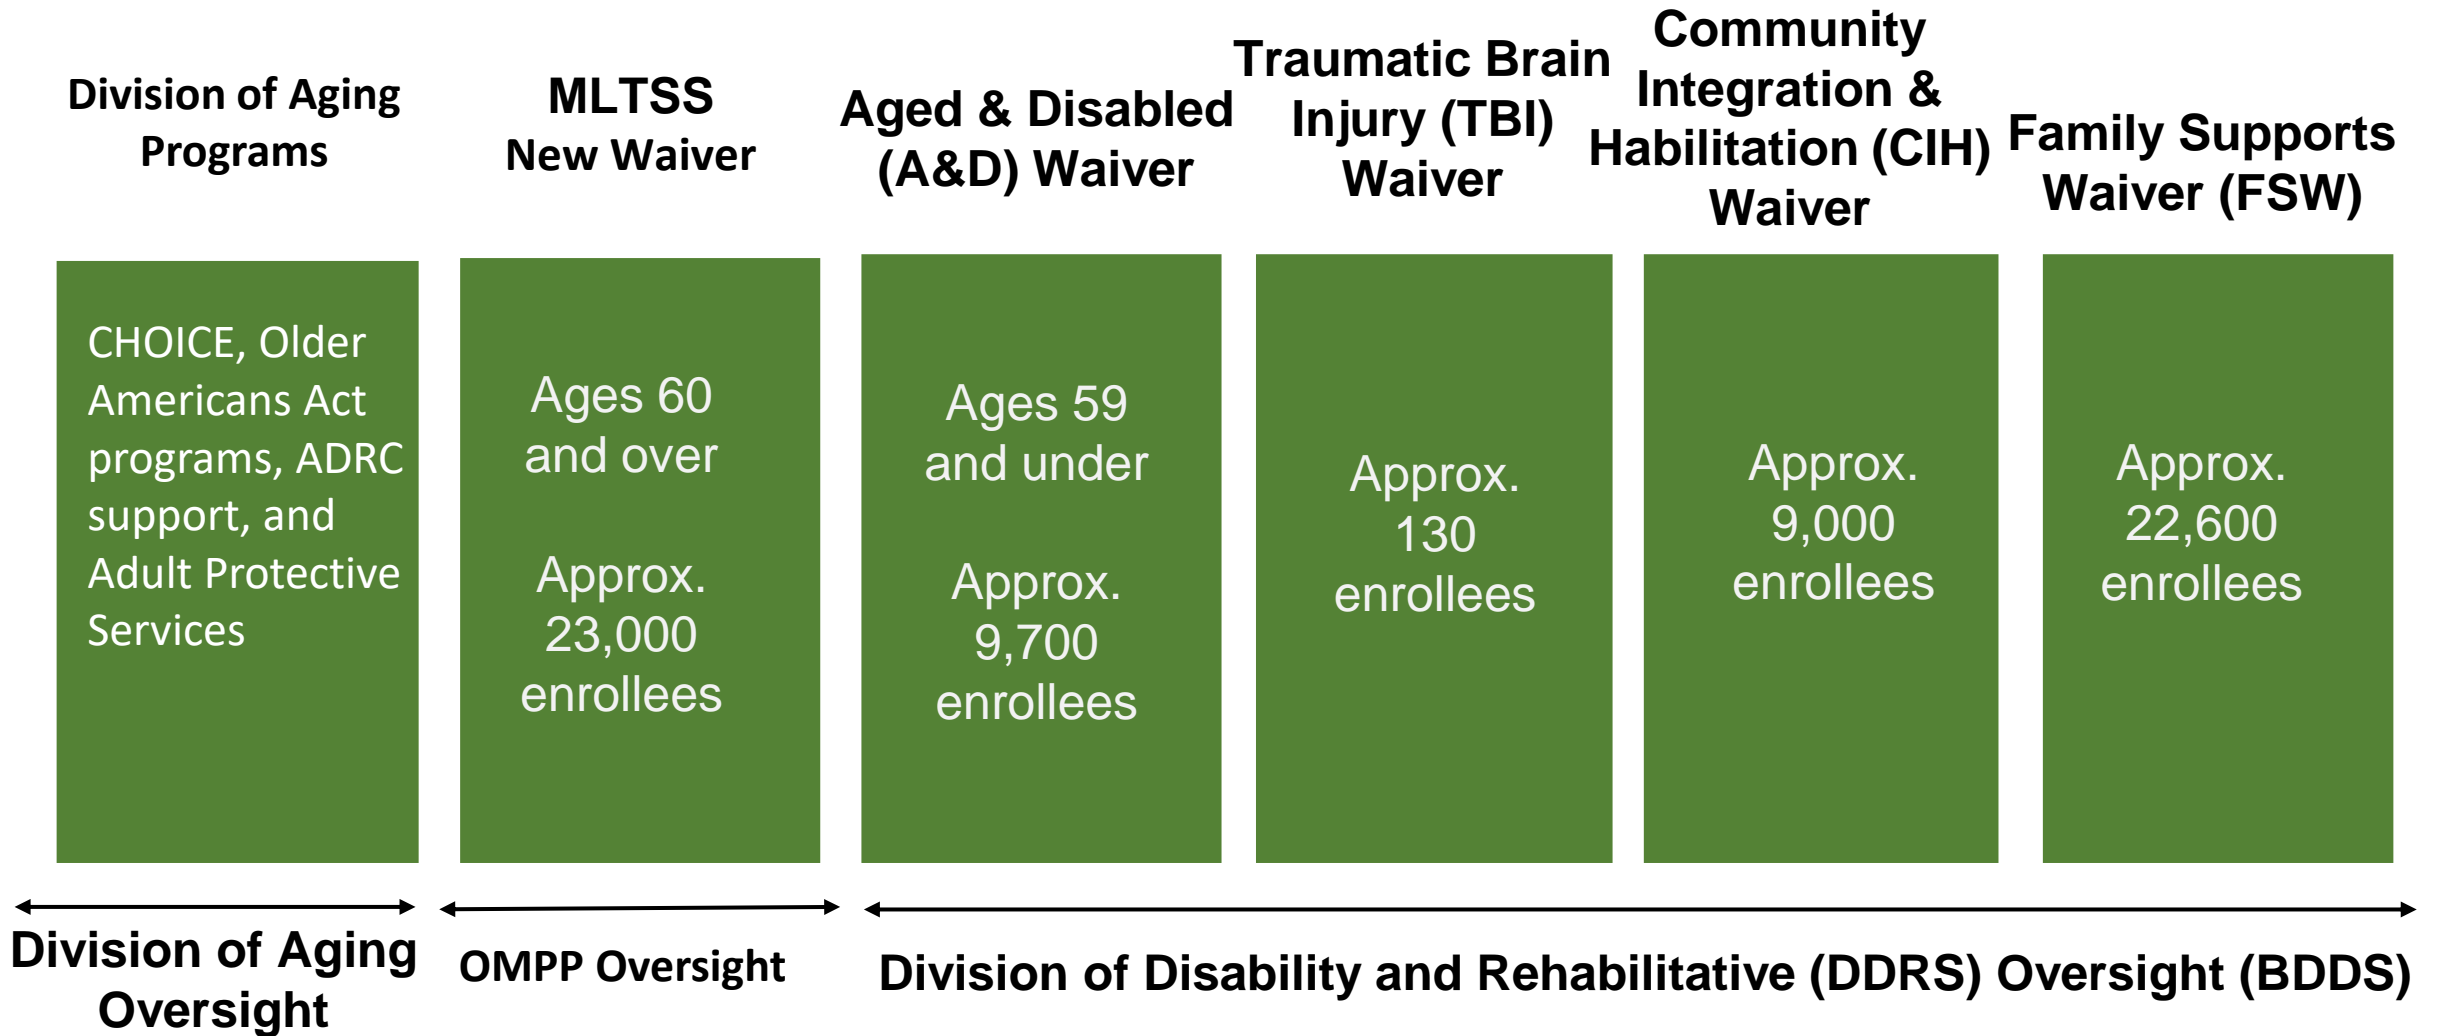 Division of Aging
Programs
MLTSS
New Waiver
Aged & Disabled
(A&D) Waiver
Traumatic Brain
Injury (TBI)
Waiver
Community
Integration &
Habilitation (CIH)
Waiver
Family Supports
Waiver (FSW)
CHOICE, Older
Americans Act
programs, ADRC
support, and
Adult Protective
Services
Ages 60
and over
Approx.
23,000
enrollees
Ages 59
and under
Approx.
9,700
enrollees
Approx.
130
enrollees
Approx.
9,000
enrollees
Approx.
22,600
enrollees
Division of Aging
Oversight
OMPP Oversight
Division of Disability and Rehabilitative (DDRS) Oversight (BDDS)